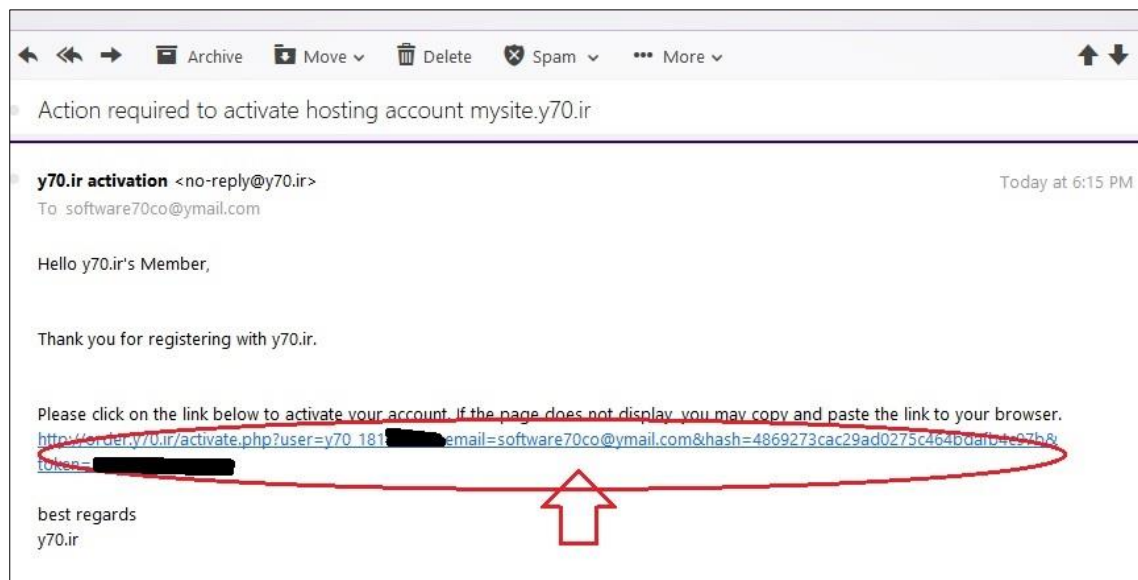 Archive Move Delete Spam More
Action required to activate hosting account mysite.y70.ir
y70.ir activation <no-reply@y70.ir> Today at 6:15 PM
To software70co@ymail.com
Hello y70.ir's Member,
Thank you for registering with y70.ir.
Please click on the link below to activate your account. If the page does not display, you may copy and paste the link to your browser.
http://order.y70.ir/activate.php?user=y70_181 email=software70co@ymail.com&hash=4869273cac29ad0275c464bdafb4c97b&
token=
best regards
y70.ir